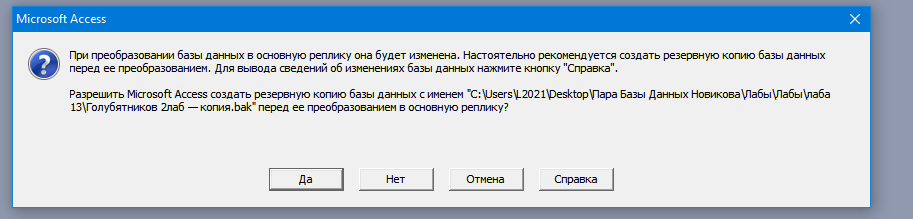 Microsoft Access
При преобразовании базы данных в основную реплику она будет изменена. Настоятельно рекомендуется создать резервную копию базы данных
перед ее преобразованием. Для вывода сведений об изменениях базы данных нажмите кнопку "Справка".
Разрешить Microsoft Access создать резервную копию базы данных с именем "C:\Users\L2021\Desktop\Пара Базы Данных Новикова\Лабы\Лабы\лаба
13\Голубятников 2лаб — копия.bak" перед ее преобразованием в основную реплику?
Да
Нет
Отмена
Справка